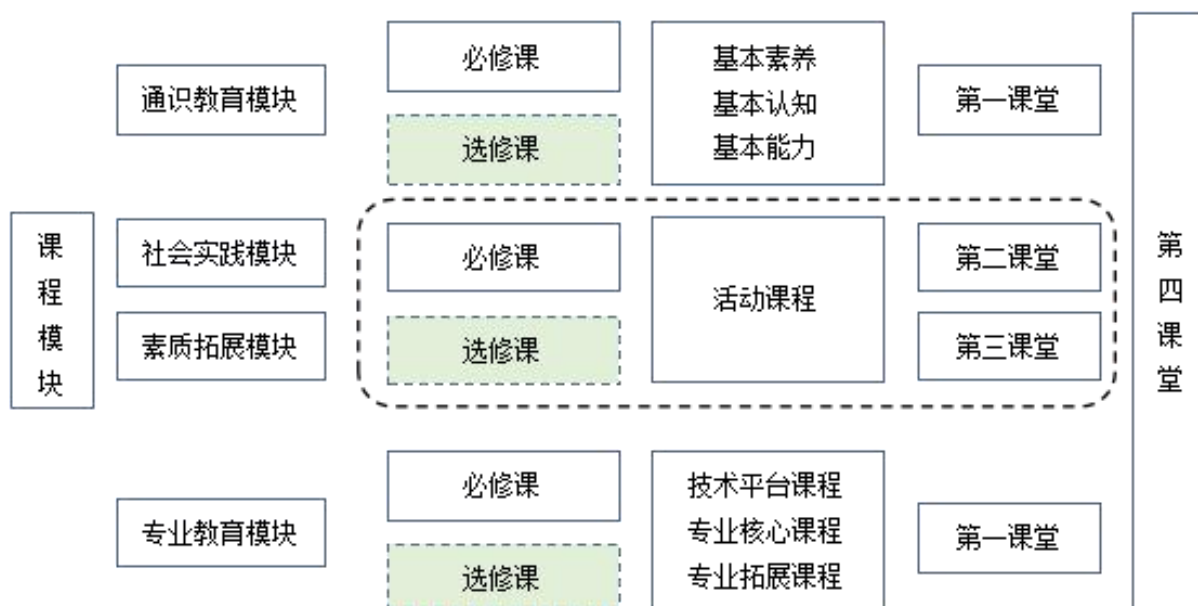 课程模块
通识教育模块
必修课
选修课
基本素养
基本认知
基本能力
第一课堂
社会实践模块
素质拓展模块
必修课
选修课
活动课程
第二课堂
第三课堂
专业教育模块
必修课
选修课
技术平台课程
专业核心课程
专业拓展课程
第一课堂
第四课堂